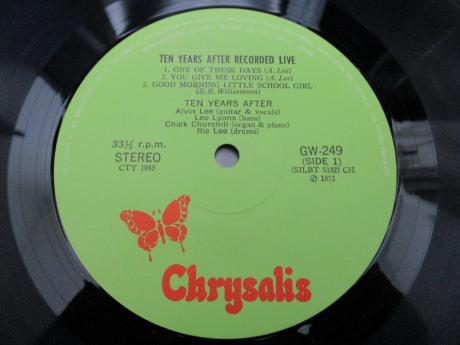 TEN YEARS AFTER RECORDED LIVE
1. ONE OF THESE DAYS (A. Lee)
2. YOU GIVE ME LOVING (A. Lee)
3. GOOD MORNING LITTLE SCHOOL GIRL
(S.B. Williamson)
TEN YEARS AFTER
Alvin Lee (guitar & vocals)
Leo Lyons (bass)
Chick Churchill (organ & piano)
Ric Lee (drums)
33⅓ r.p.m.
STEREO
CTY 1049
GW-249
(SIDE 1)
(SILBT 5192) CH
Ⓟ 1973
Chrysalis